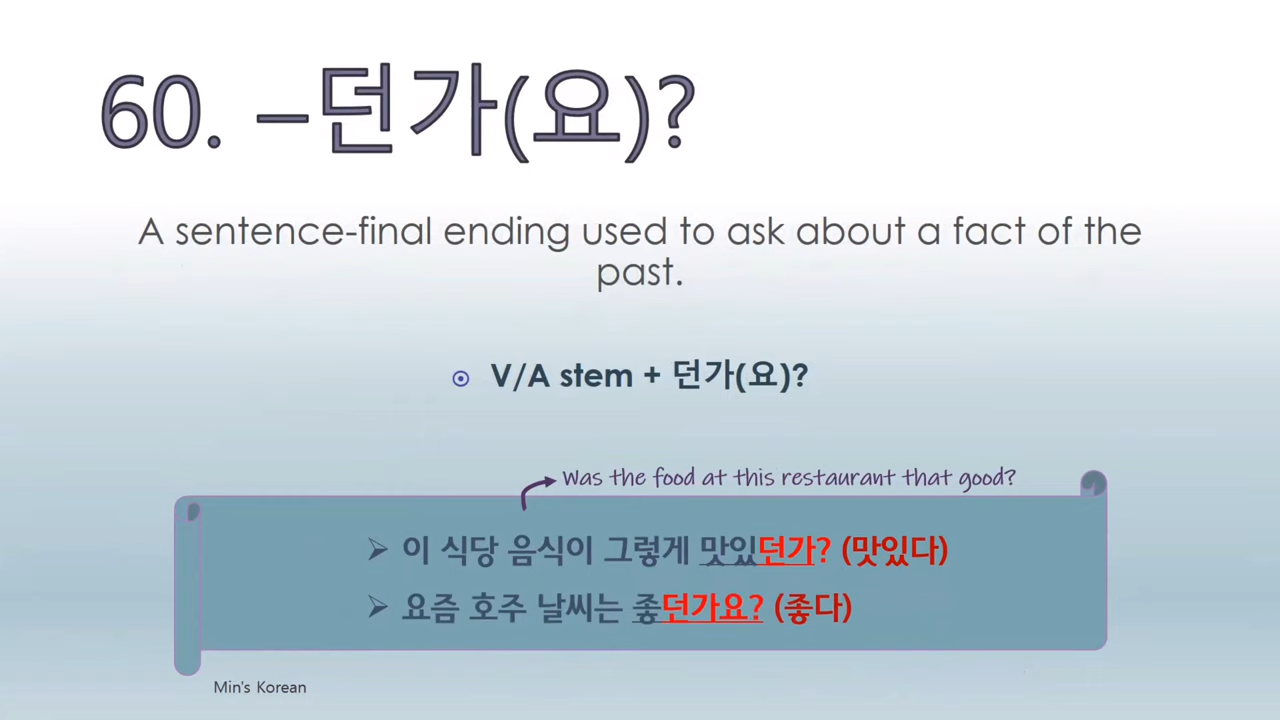 60. –던가(요)?
A sentence-final ending used to ask about a fact of the
past.
V/A stem + 던가(요)?
Was the food at this restaurant that good?
이 식당 음식이 그렇게 맛있던가? (맛있다)
요즘 호주 날씨는 좋던가요? (좋다)
Min's Korean